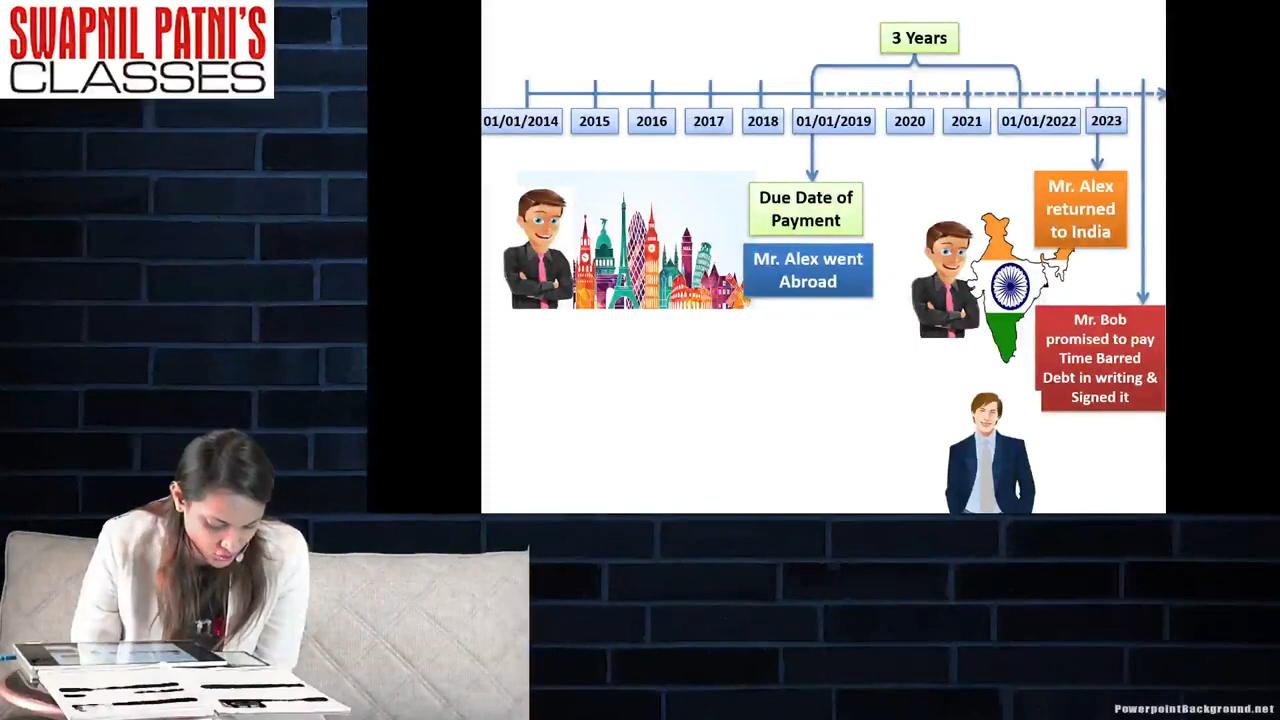 SWAPNIL PATNI'S
CLASSES
3 Years
01/01/2014
2015
2016
2017
2018
01/01/2019
2020
2021
01/01/2022
2023
Due Date of
Payment
Mr. Alex went
Abroad
Mr. Alex
returned
to India
Mr. Bob
promised to pay
Time Barred
Debt in writing &
Signed it
PowerpointBackground.net